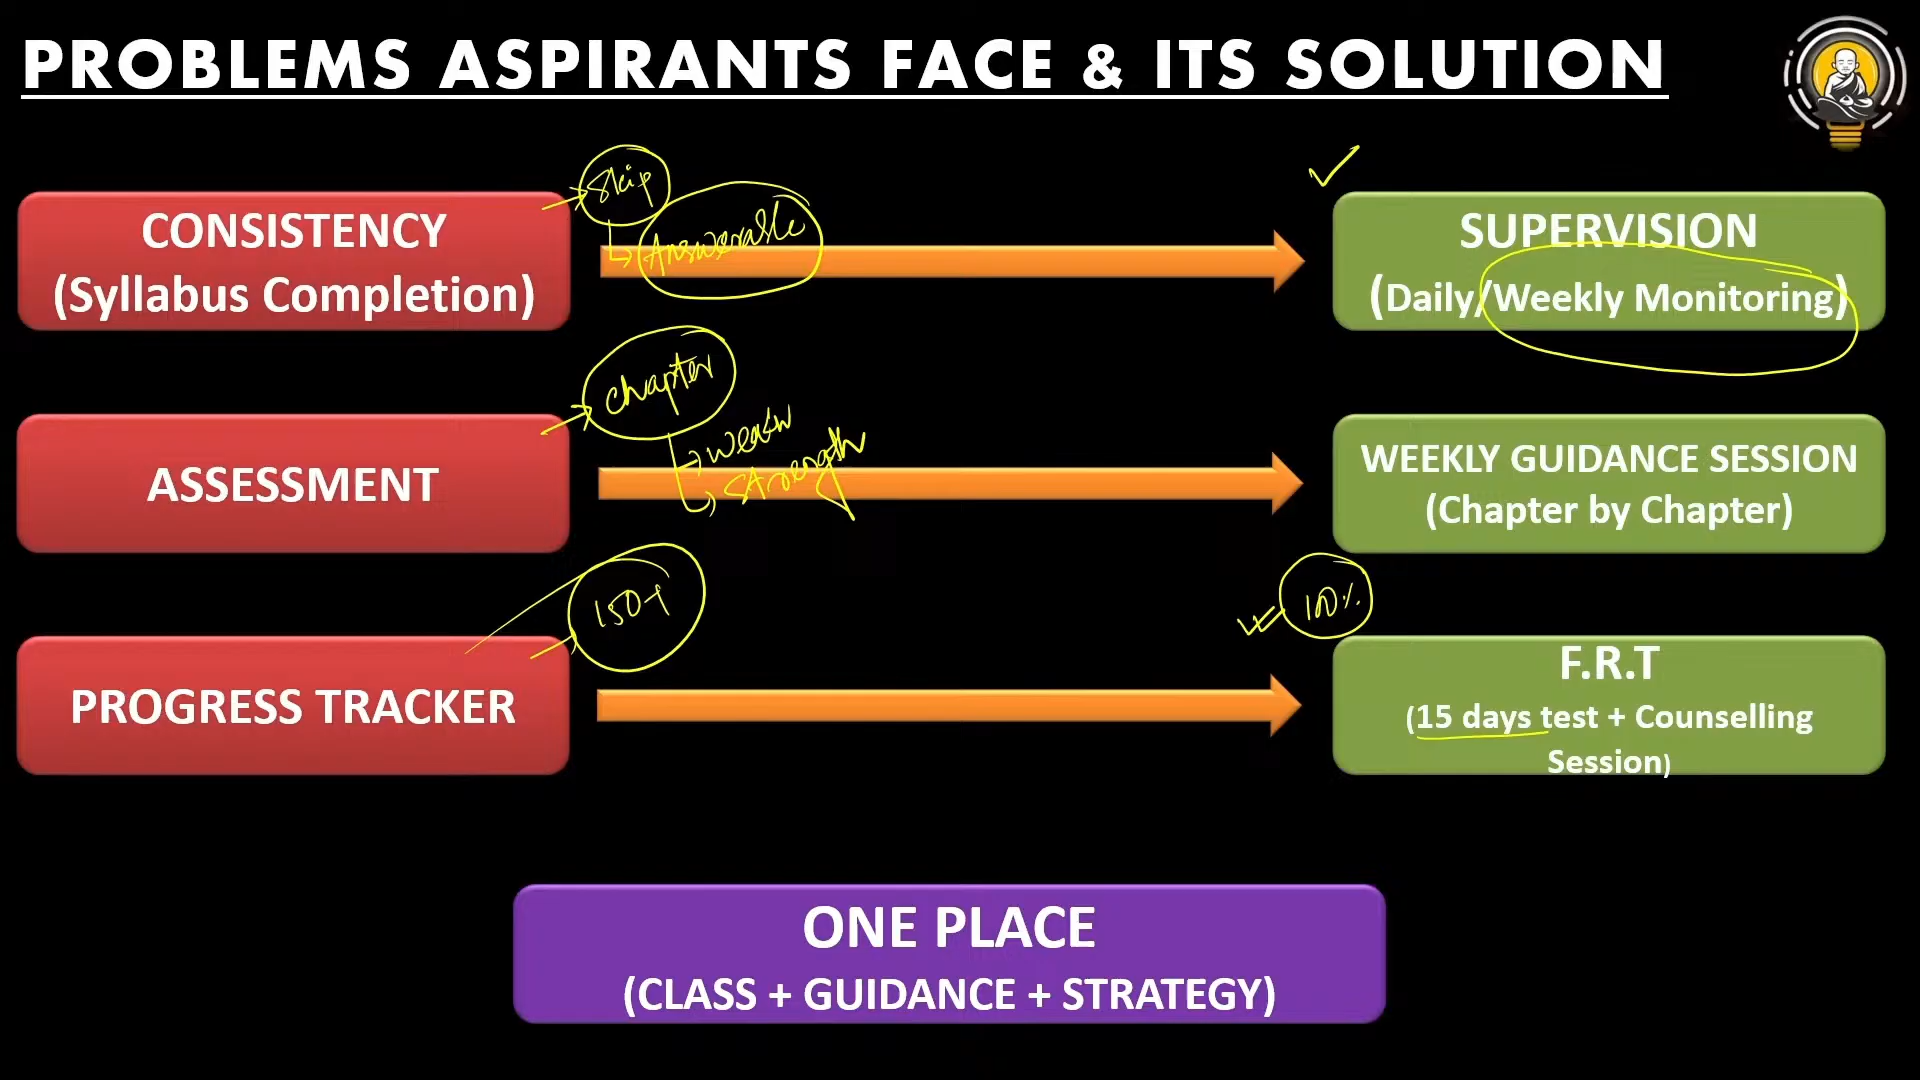 PROBLEMS ASPIRANTS FACE & ITS SOLUTION
CONSISTENCY
(Syllabus Completion)
Skip
Answerable
SUPERVISION
(Daily/Weekly Monitoring)
ASSESSMENT
chapter
weak
strength
WEEKLY GUIDANCE SESSION
(Chapter by Chapter)
PROGRESS TRACKER
150+
100%
F.R.T
(15 days test + Counselling
Session)
ONE PLACE
(CLASS + GUIDANCE + STRATEGY)